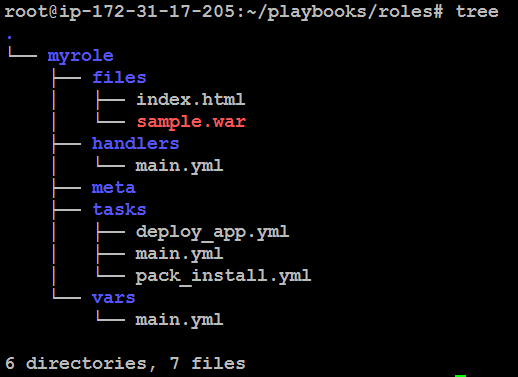 root@ip-172-31-17-205:~/playbooks/roles# tree
.
└── myrole
    ├── files
    │   ├── index.html
    │   └── sample.war
    ├── handlers
    │   └── main.yml
    ├── meta
    ├── tasks
    │   ├── deploy_app.yml
    │   ├── main.yml
    │   └── pack_install.yml
    └── vars
        └── main.yml
6 directories, 7 files